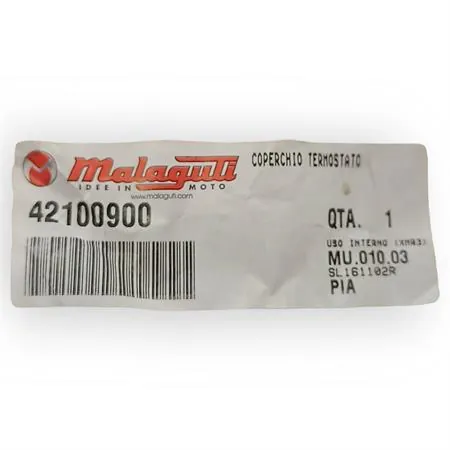 Malaguti
IDEE IN MOTO
www.malaguti.com
COPERCHIO TERMOSTATO
42100900
QTA. 1
USO INTERNO (XMR3)
MU.010.03
SL161102R
PIA